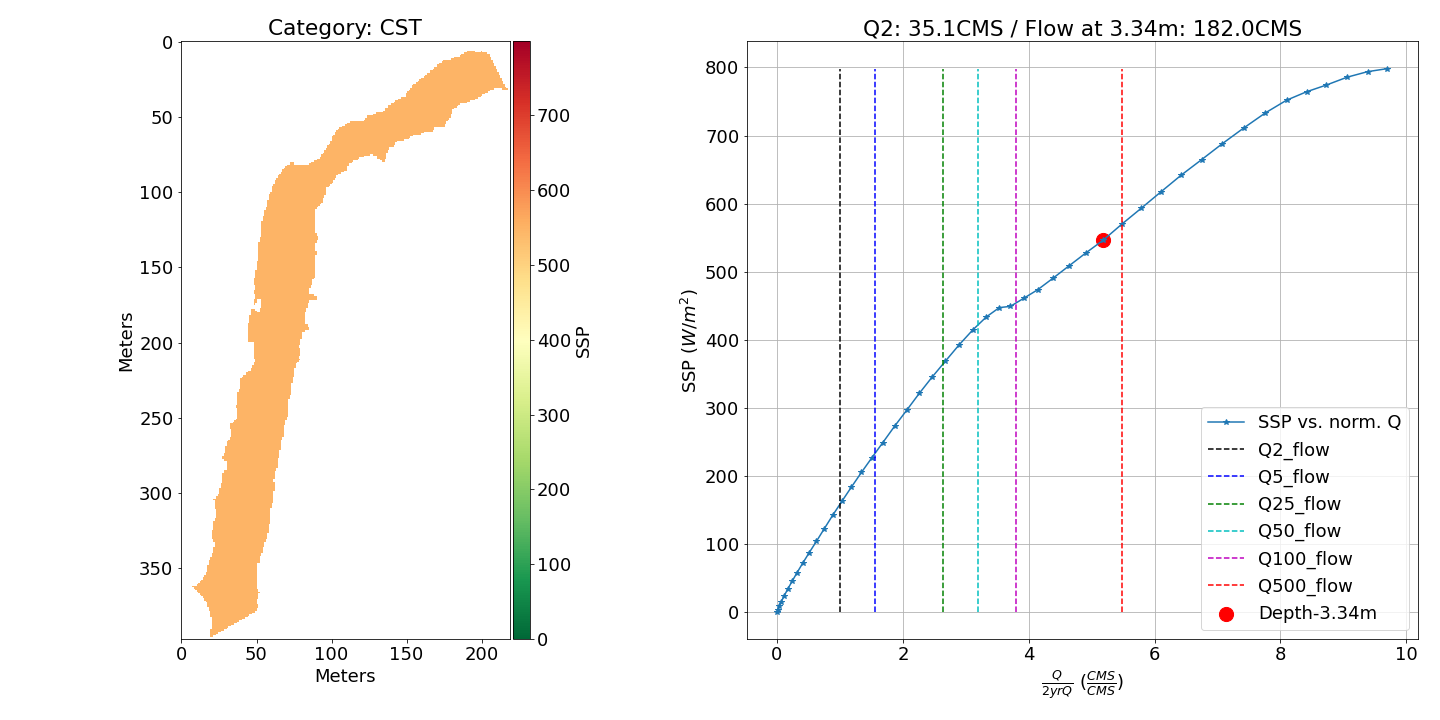 Category: CST
0
50
100
150
200
250
300
350
Meters
0
50
100
150
200
Meters
700
600
500
400
300
200
100
0
SSP
Q2: 35.1CMS / Flow at 3.34m: 182.0CMS
800
700
600
500
400
300
200
100
0
SSP (W/m²)
0
2
4
6
8
10
Q/2yrQ (CMS/CMS)
SSP vs. norm. Q
Q2_flow
Q5_flow
Q25_flow
Q50_flow
Q100_flow
Q500_flow
Depth-3.34m